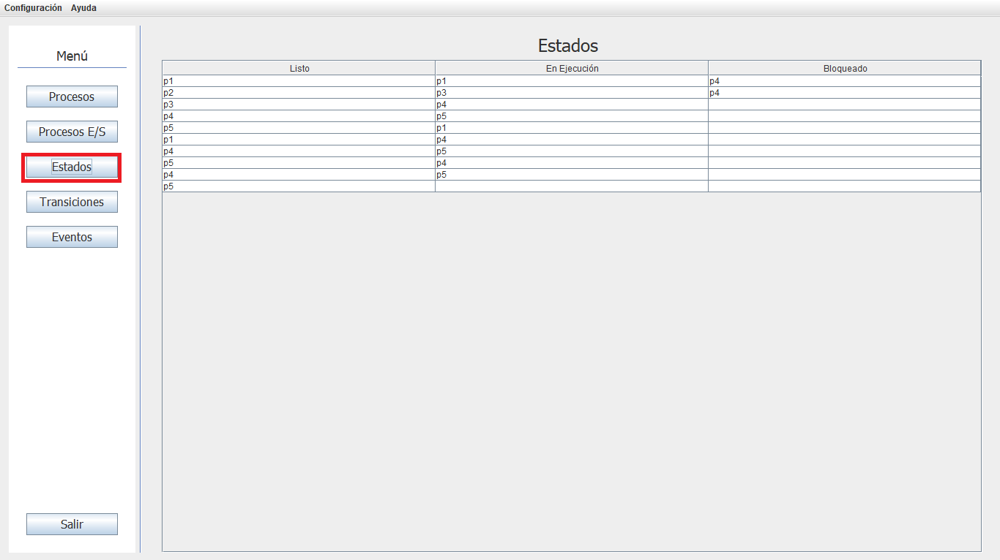 Configuración Ayuda
Menú
Procesos
Procesos E/S
Estados
Transiciones
Eventos
Salir
Estados
Listo En Ejecución Bloqueado
p1 p1 p4
p2 p3 p4
p3 p4
p4 p5
p5 p1
p1 p4
p4 p5
p5 p4
p4 p5
p5